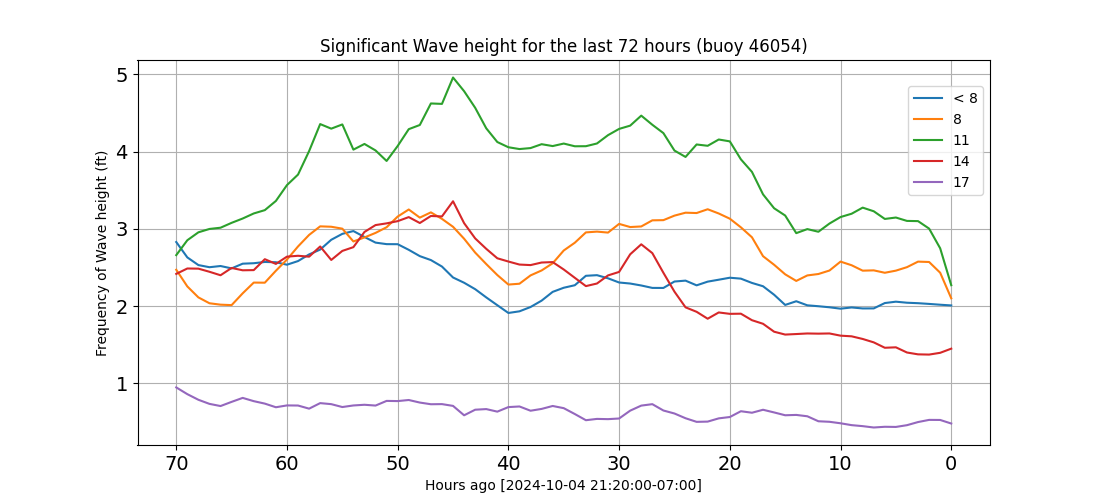 Significant Wave height for the last 72 hours (buoy 46054)
Frequency of Wave height (ft)
5
4
3
2
1
< 8
8
11
14
17
70 60 50 40 30 20 10 0
Hours ago [2024-10-04 21:20:00-07:00]